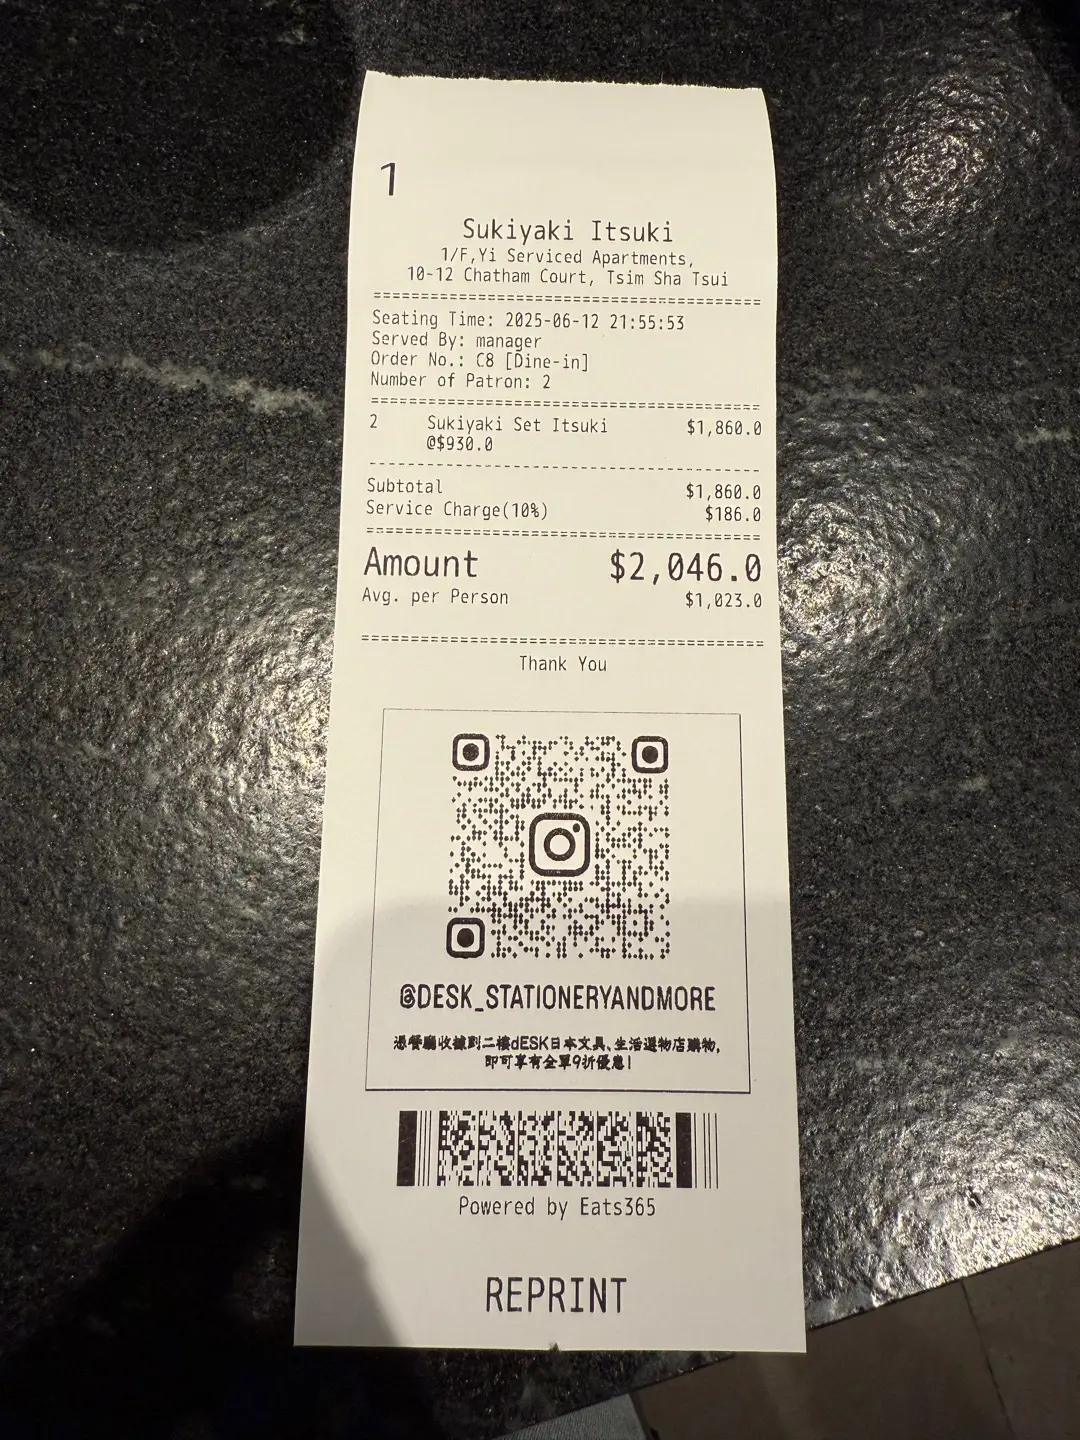 1
Sukiyaki Itsuki
1/F,Yi Serviced Apartments,
10-12 Chatham Court, Tsim Sha Tsui
Seating Time: 2025-06-12 21:55:53
Served By: manager
Order No.: C8 [Dine-in]
Number of Patron: 2
2 Sukiyaki Set Itsuki $1,860.0
@$930.0
Subtotal $1,860.0
Service Charge(10%) $186.0
Amount $2,046.0
Avg. per Person $1,023.0
Thank You
@DESK_STATIONERYANDMORE
憑餐廳收據到二樓dESK日本文具、生活選物店購物,
即可享有全單9折優惠!
Powered by Eats365
REPRINT